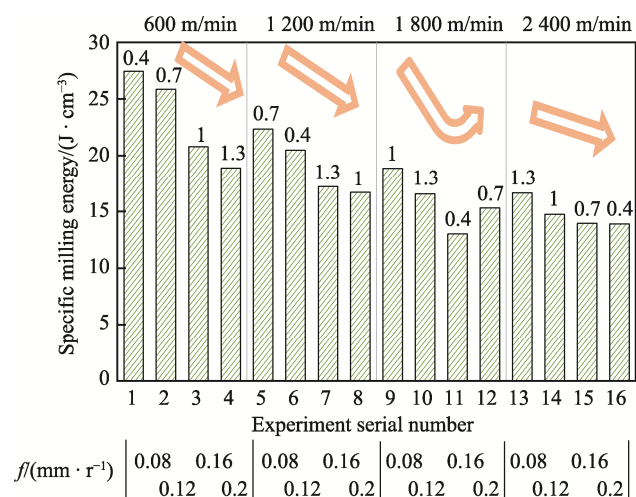 600 m/min 1 200 m/min 1 800 m/min 2 400 m/min
Specific milling energy/(J · cm⁻³)
30
25
20
15
10
5
0
0.4 0.7 1 1.3 0.7 0.4 1.3 1 1 1.3 0.4 0.7 1.3 1 0.7 0.4
1 2 3 4 5 6 7 8 9 10 11 12 13 14 15 16
Experiment serial number
f/(mm · r⁻¹)
0.08 0.16 0.08 0.16 0.08 0.16 0.08 0.16
0.12 0.2 0.12 0.2 0.12 0.2 0.12 0.2